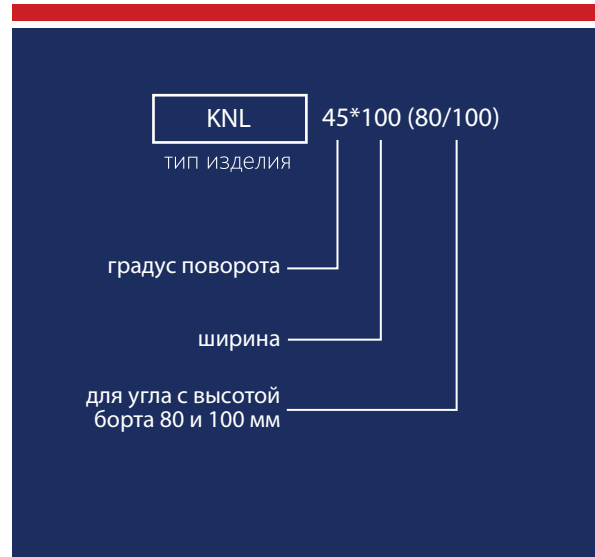 KNL 45*100 (80/100)
тип изделия
градус поворота
ширина
для угла с высотой
борта 80 и 100 мм